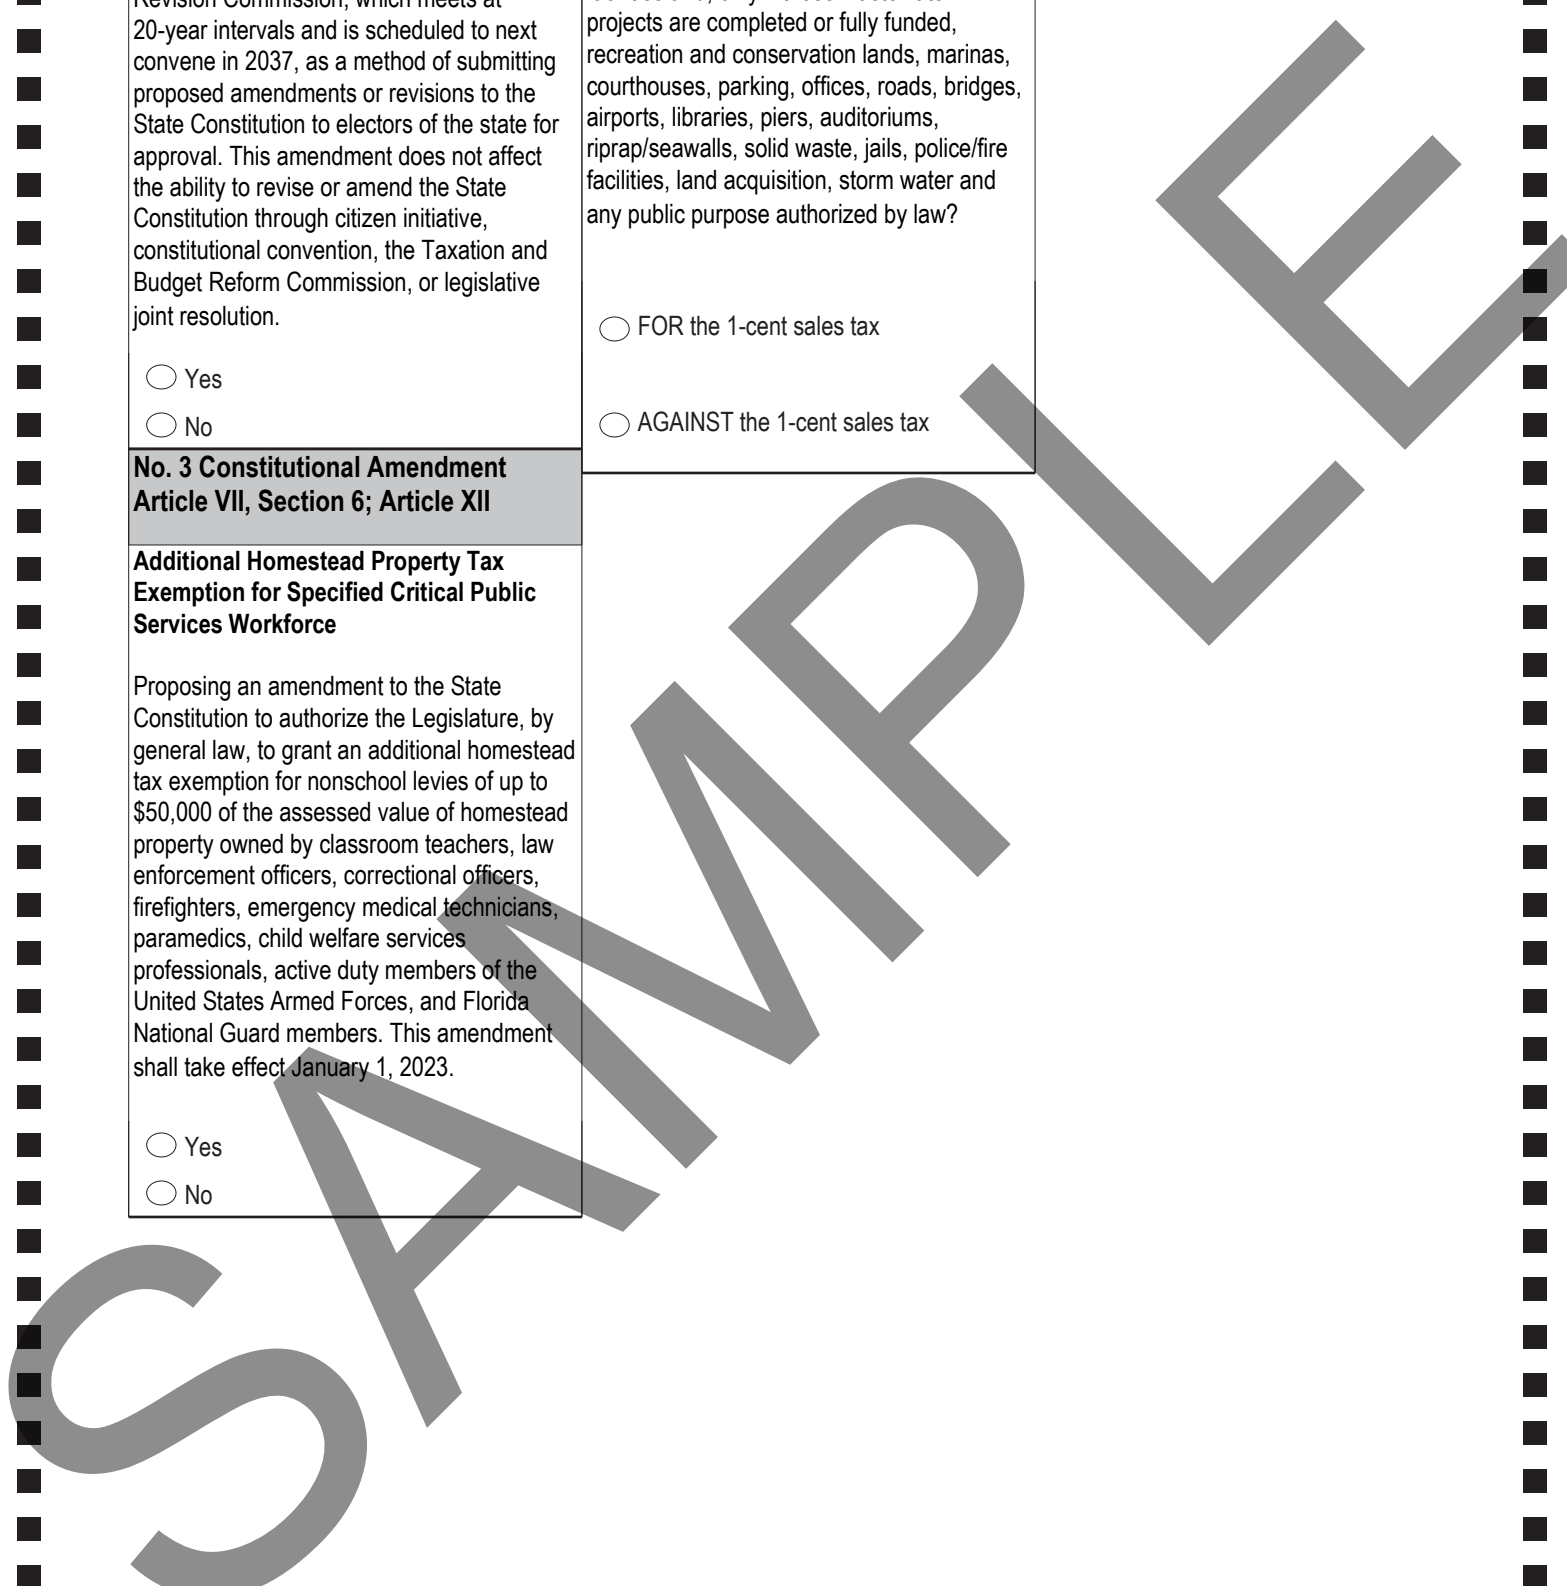 Revision Commission, which meets at
20-year intervals and is scheduled to next
convene in 2037, as a method of submitting
proposed amendments or revisions to the
State Constitution to electors of the state for
approval. This amendment does not affect
the ability to revise or amend the State
Constitution through citizen initiative,
constitutional convention, the Taxation and
Budget Reform Commission, or legislative
joint resolution.
Yes
No
No. 3 Constitutional Amendment
Article VII, Section 6; Article XII
Additional Homestead Property Tax
Exemption for Specified Critical Public
Services Workforce
Proposing an amendment to the State
Constitution to authorize the Legislature, by
general law, to grant an additional homestead
tax exemption for nonschool levies of up to
$50,000 of the assessed value of homestead
property owned by classroom teachers, law
enforcement officers, correctional officers,
firefighters, emergency medical technicians,
paramedics, child welfare services
professionals, active duty members of the
United States Armed Forces, and Florida
National Guard members. This amendment
shall take effect January 1, 2023.
Yes
No
projects are completed or fully funded,
recreation and conservation lands, marinas,
courthouses, parking, offices, roads, bridges,
airports, libraries, piers, auditoriums,
riprap/seawalls, solid waste, jails, police/fire
facilities, land acquisition, storm water and
any public purpose authorized by law?
FOR the 1-cent sales tax
AGAINST the 1-cent sales tax
SAMPLE